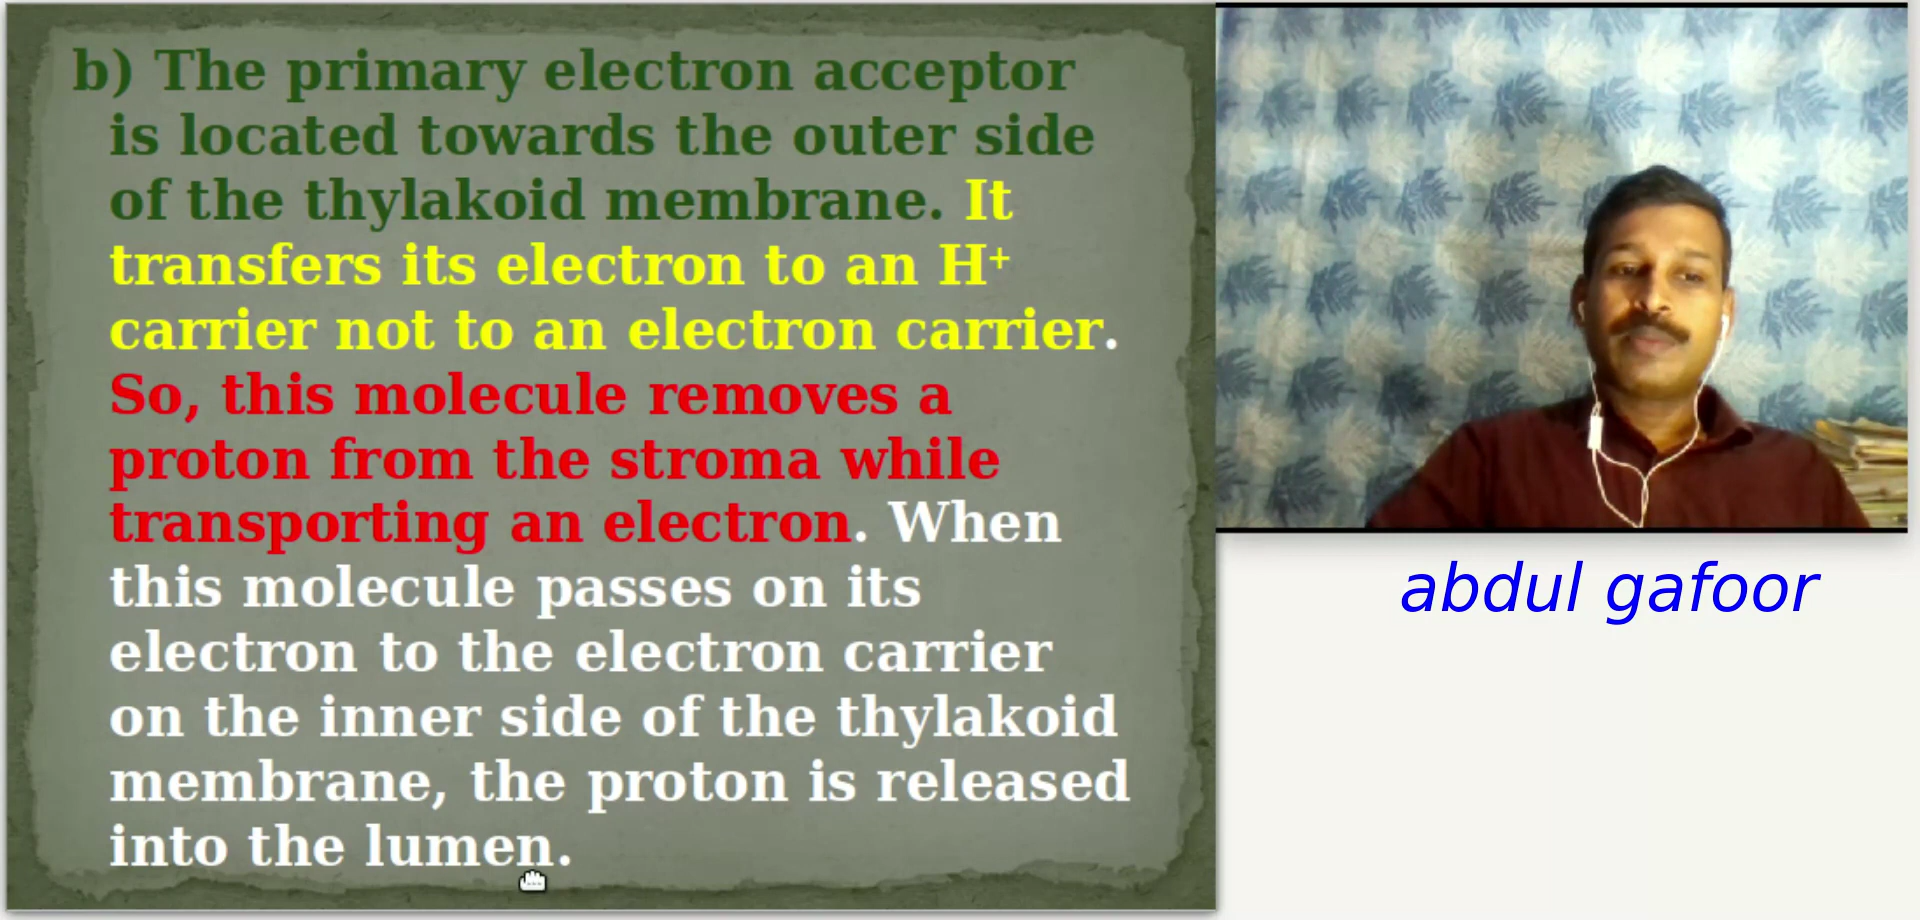 b) The primary electron acceptor
is located towards the outer side
of the thylakoid membrane. It
transfers its electron to an H⁺
carrier not to an electron carrier.
So, this molecule removes a
proton from the stroma while
transporting an electron. When
this molecule passes on its
electron to the electron carrier
on the inner side of the thylakoid
membrane, the proton is released
into the lumen.
abdul gafoor